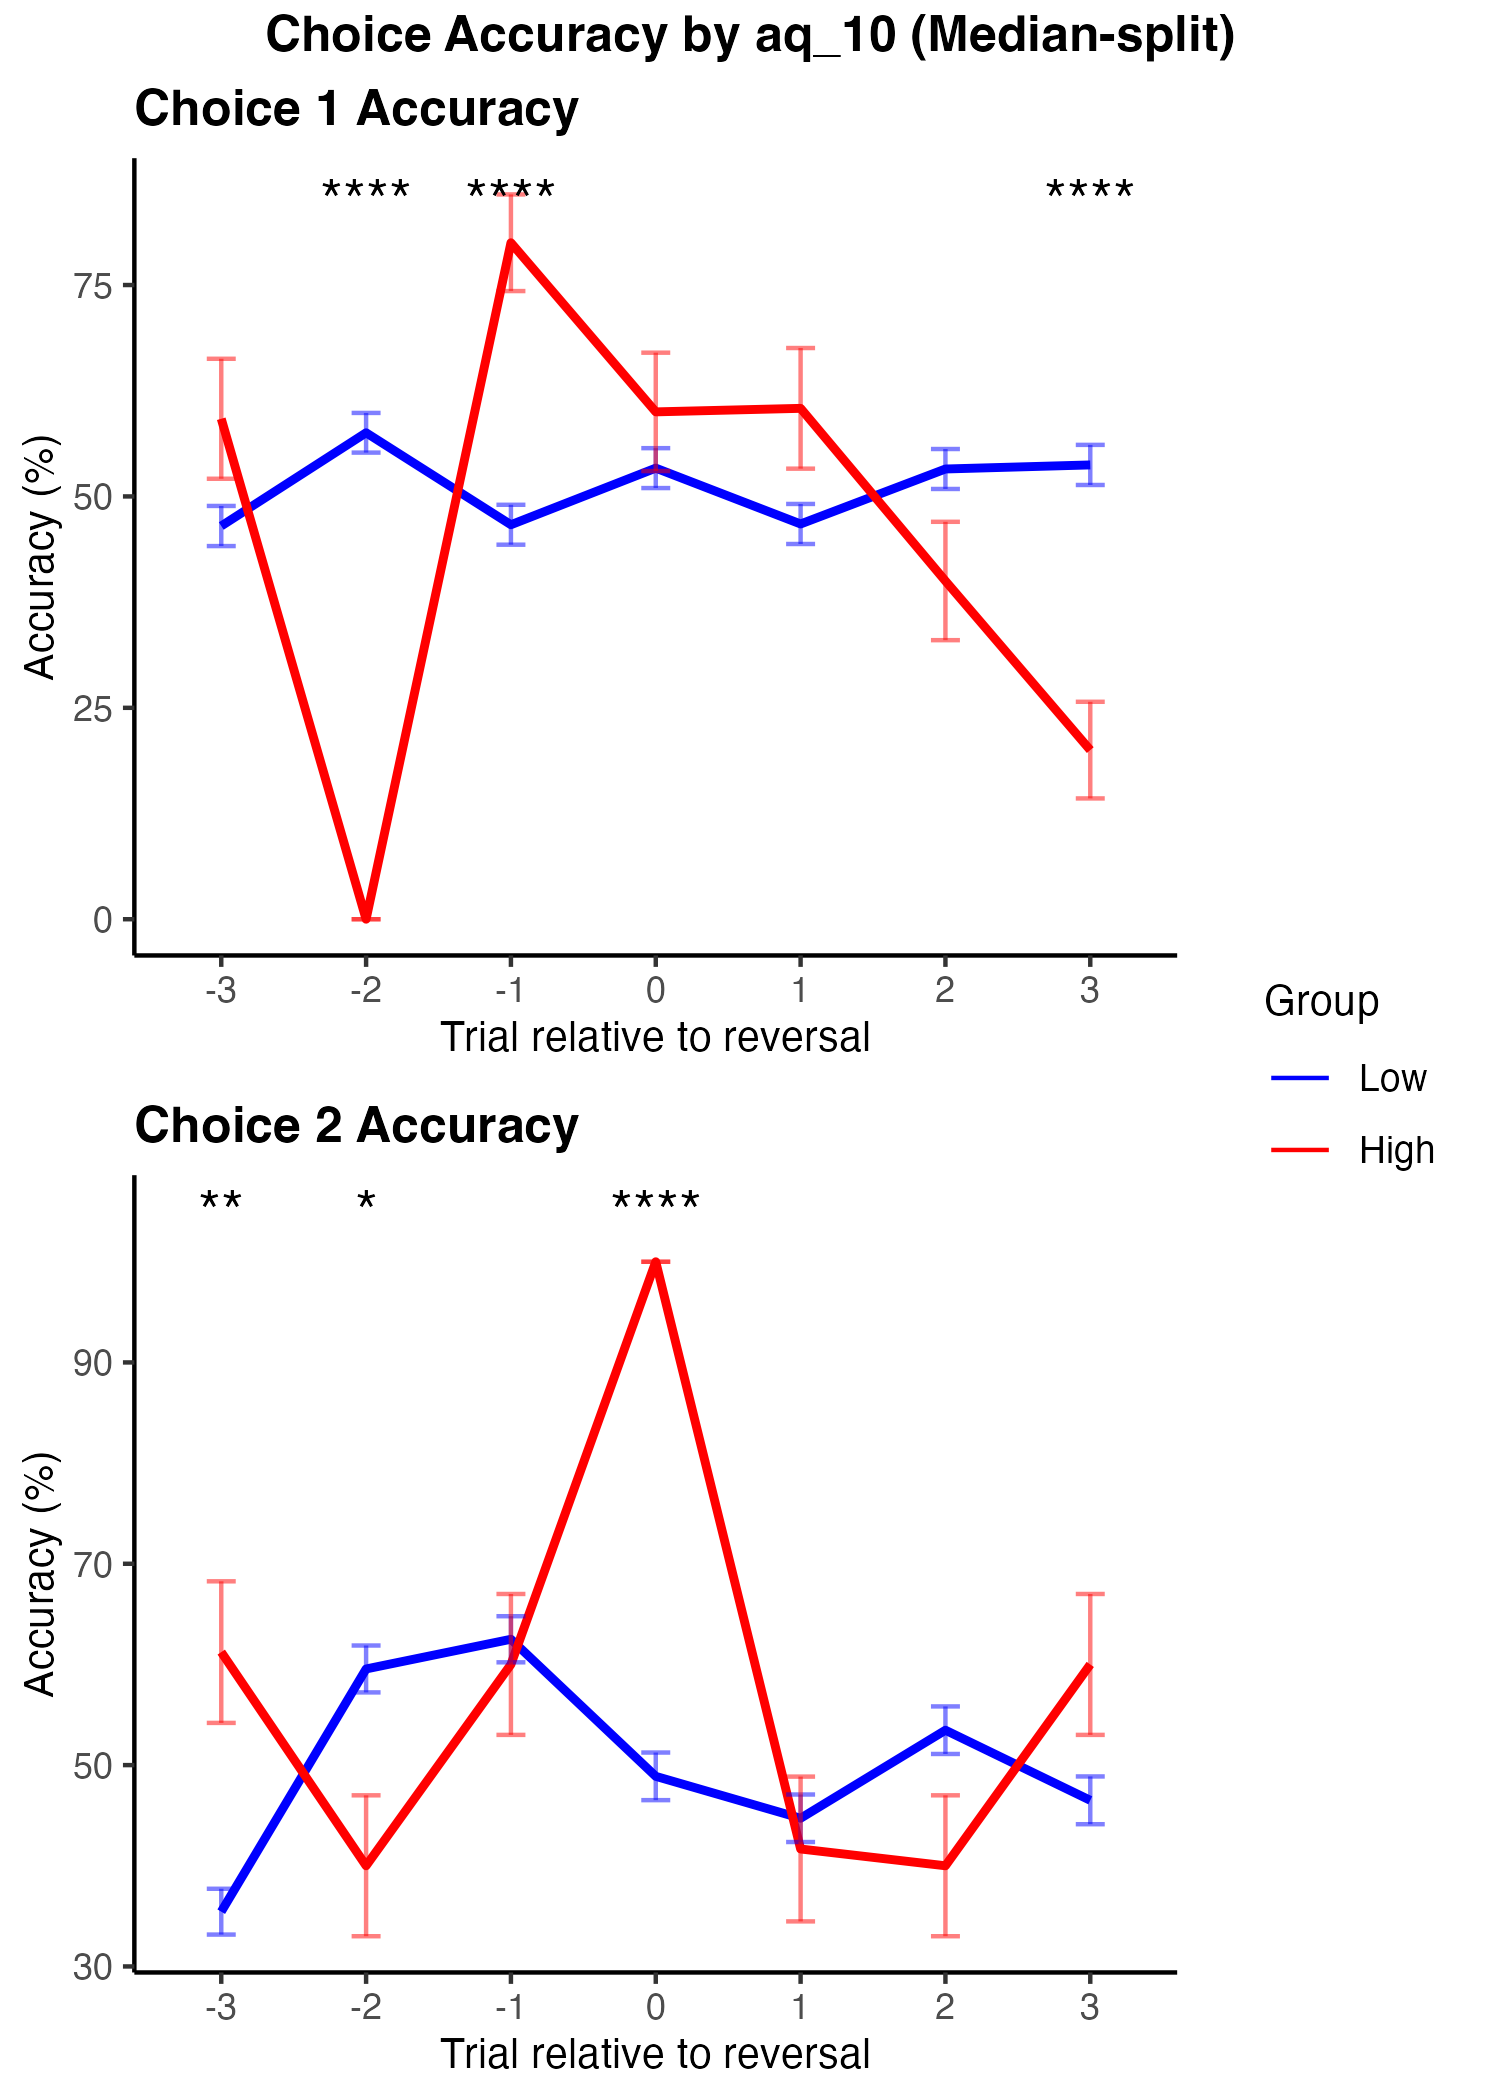 Choice Accuracy by aq_10 (Median-split)
Choice 1 Accuracy
**** **** ****
75
50
25
0
Accuracy (%)
-3 -2 -1 0 1 2 3
Trial relative to reversal
Group
Low
High
Choice 2 Accuracy
** * ****
90
70
50
30
Accuracy (%)
-3 -2 -1 0 1 2 3
Trial relative to reversal